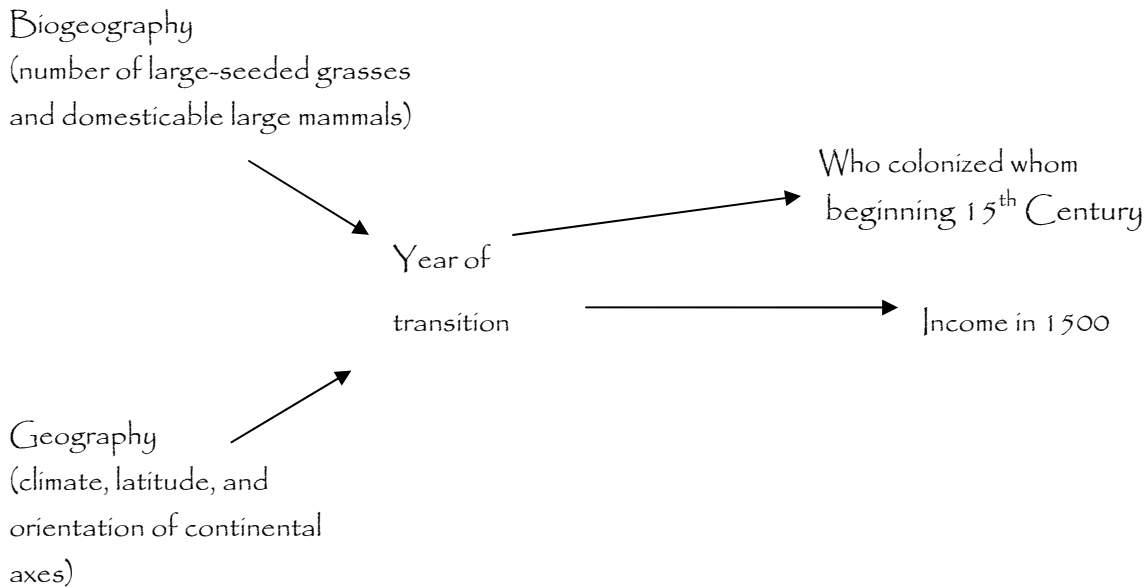 Biogeography
(number of large-seeded grasses
and domesticable large mammals)
Who colonized whom
beginning 15th Century
Year of
transition
Income in 1500
Geography
(climate, latitude, and
orientation of continental
axes)